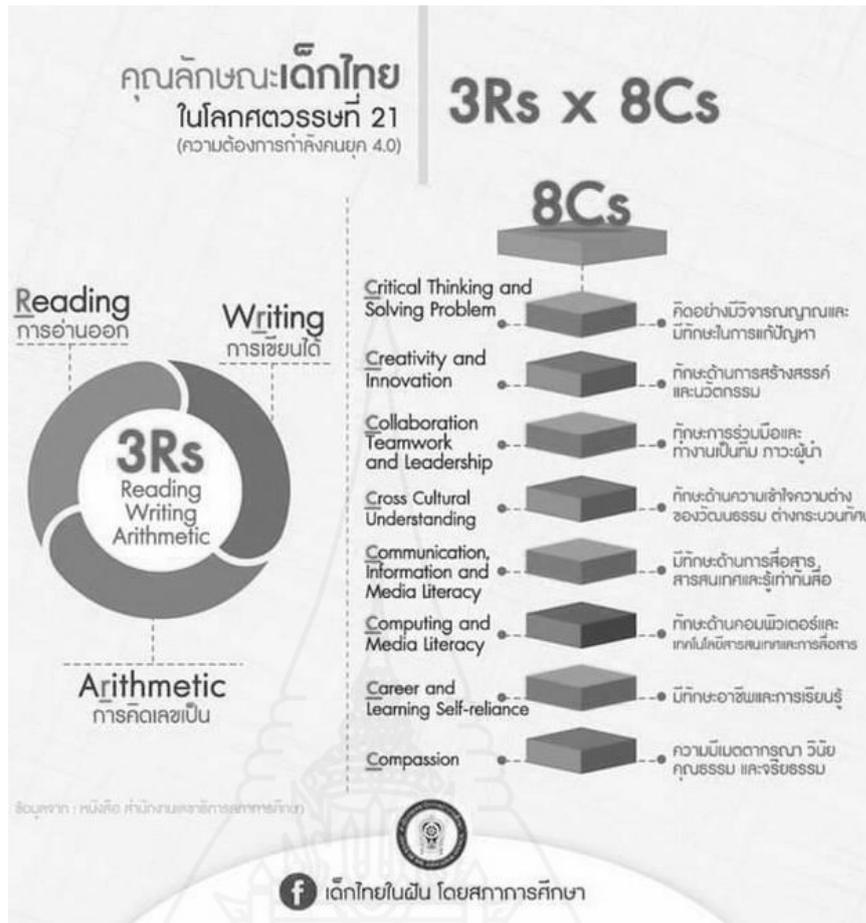 คุณลักษณะเด็กไทย
ในโลกศตวรรษที่ 21
(ความต้องการกำลังคนยุค 4.0)
3Rs x 8Cs
Reading
การอ่านออก
Writing
การเขียนได้
3Rs
Reading
Writing
Arithmetic
Arithmetic
การคิดเลขเป็น
8Cs
Critical Thinking and
Solving Problem
คิดอย่างมีวิจารณญาณและ
มีทักษะในการแก้ปัญหา
Creativity and
Innovation
ทักษะด้านการสร้างสรรค์
และนวัตกรรม
Collaboration
Teamwork
and Leadership
ทักษะการร่วมมือและ
ทำงานเป็นทีม ภาวะผู้นำ
Cross Cultural
Understanding
ทักษะด้านความเข้าใจความต่าง
ของวัฒนธรรม ต่างกระบวนทัศน
Communication,
Information and
Media Literacy
มีทักษะด้านการสื่อสาร
สารสนเทศและรู้เท่าทันสื่อ
Computing and
Media Literacy
ทักษะด้านคอมพิวเตอร์และ
เทคโนโลยีสารสนเทศและการสื่อสาร
Career and
Learning Self-reliance
มีทักษะอาชีพและการเรียนรู้
Compassion
ความมีเมตตากรุณา วินัย
คุณธรรม และจริยธรรม
ข้อมูลจาก : หนังสือ สำนักงานเลขาธิการสภาการศึกษา
f เด็กไทยในฝัน โดยสภาการศึกษา